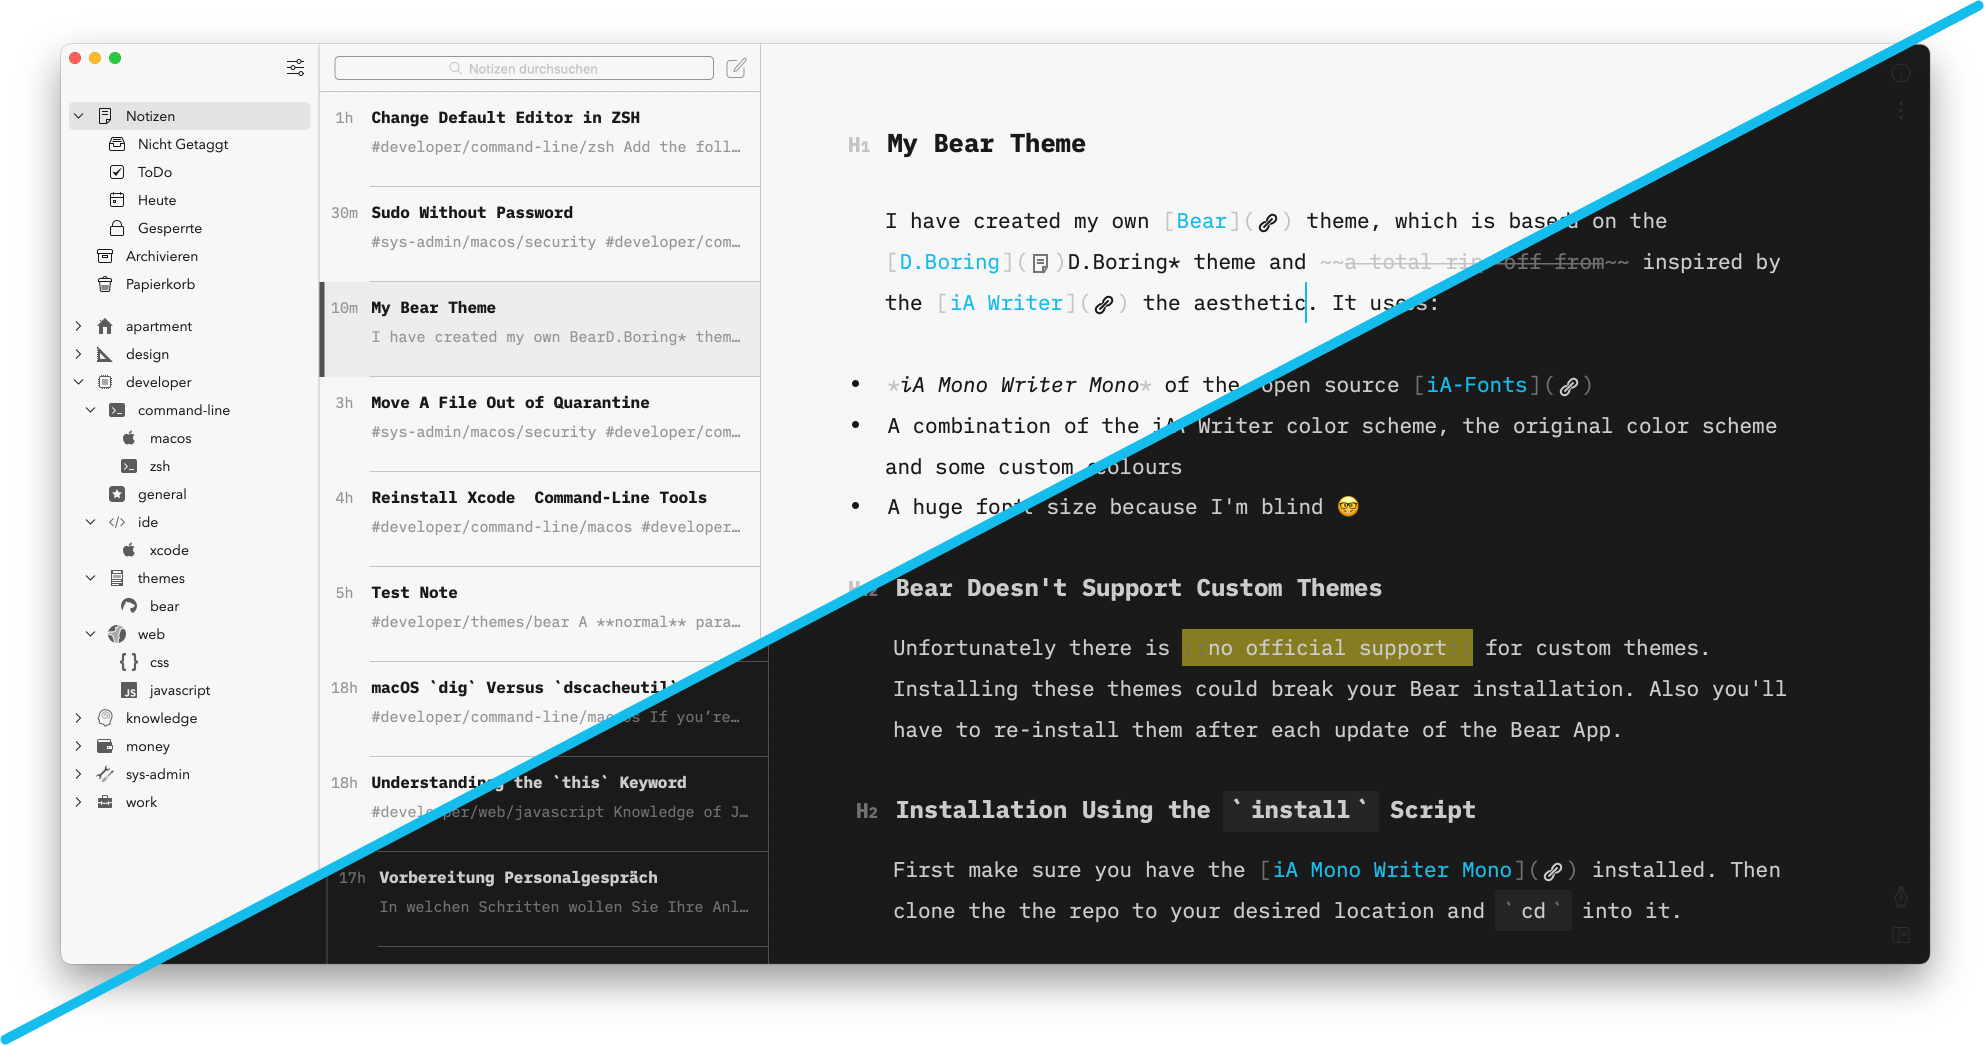 Notizen
Nicht Getaggt
ToDo
Heute
Gesperrte
Archivieren
Papierkorb
apartment
design
developer
command-line
macos
zsh
general
ide
xcode
themes
bear
web
css
JS javascript
knowledge
money
sys-admin
work
Notizen durchsuchen
1h Change Default Editor in ZSH
#developer/command-line/zsh Add the foll…
30m Sudo Without Password
#sys-admin/macos/security #developer/com…
10m My Bear Theme
I have created my own BearD.Boring* them…
3h Move A File Out of Quarantine
#sys-admin/macos/security #developer/com…
4h Reinstall Xcode  Command-Line Tools
#developer/command-line/macos #developer…
5h Test Note
#developer/themes/bear A **normal** para…
18h macOS `dig` Versus `dscacheutil`
#developer/command-line/macos If you’re…
18h Understanding the `this` Keyword
#developer/web/javascript Knowledge of J…
17h Vorbereitung Personalgespräch
In welchen Schritten wollen Sie Ihre Anl…
H1 My Bear Theme
I have created my own [Bear]() theme, which is based on the
[D.Boring]()D.Boring* theme and ~~a total rip-off from~~ inspired by
the [iA Writer]() the aesthetic. It uses:
• *iA Mono Writer Mono* of the open source [iA-Fonts]()
• A combination of the iA Writer color scheme, the original color scheme
and some custom colours
• A huge font size because I'm blind 🤓
H2 Bear Doesn't Support Custom Themes
Unfortunately there is ::no official support:: for custom themes.
Installing these themes could break your Bear installation. Also you'll
have to re-install them after each update of the Bear App.
H2 Installation Using the `install` Script
First make sure you have the [iA Mono Writer Mono]() installed. Then
clone the the repo to your desired location and `cd` into it.